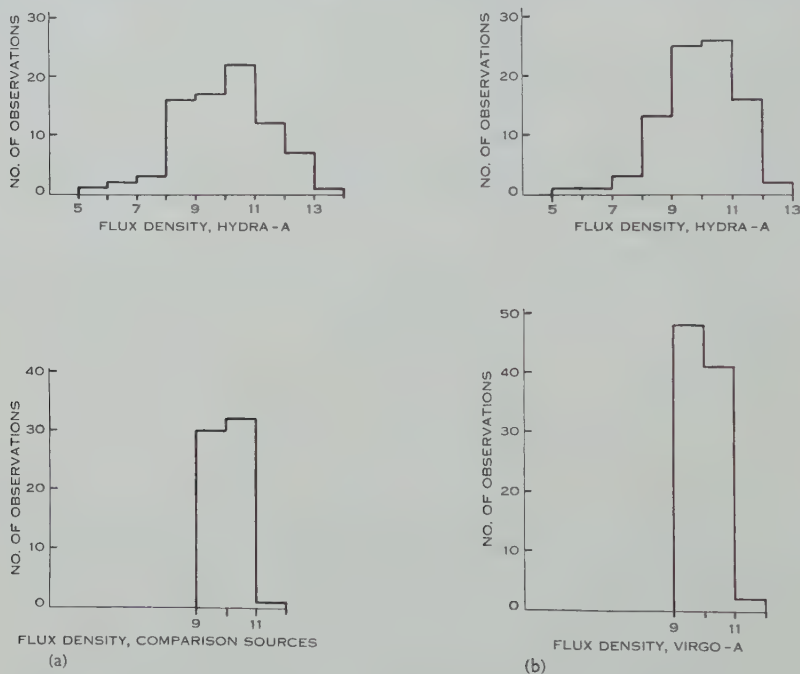 NO. OF OBSERVATIONS
30
20
10
0
5 7 9 11 13
FLUX DENSITY, HYDRA-A
NO. OF OBSERVATIONS
30
20
10
0
5 7 9 11 13
FLUX DENSITY, HYDRA-A
NO. OF OBSERVATIONS
40
30
20
10
0
9 11
FLUX DENSITY, COMPARISON SOURCES
(a)
NO. OF OBSERVATIONS
50
40
30
20
10
0
9 11
FLUX DENSITY, VIRGO-A
(b)